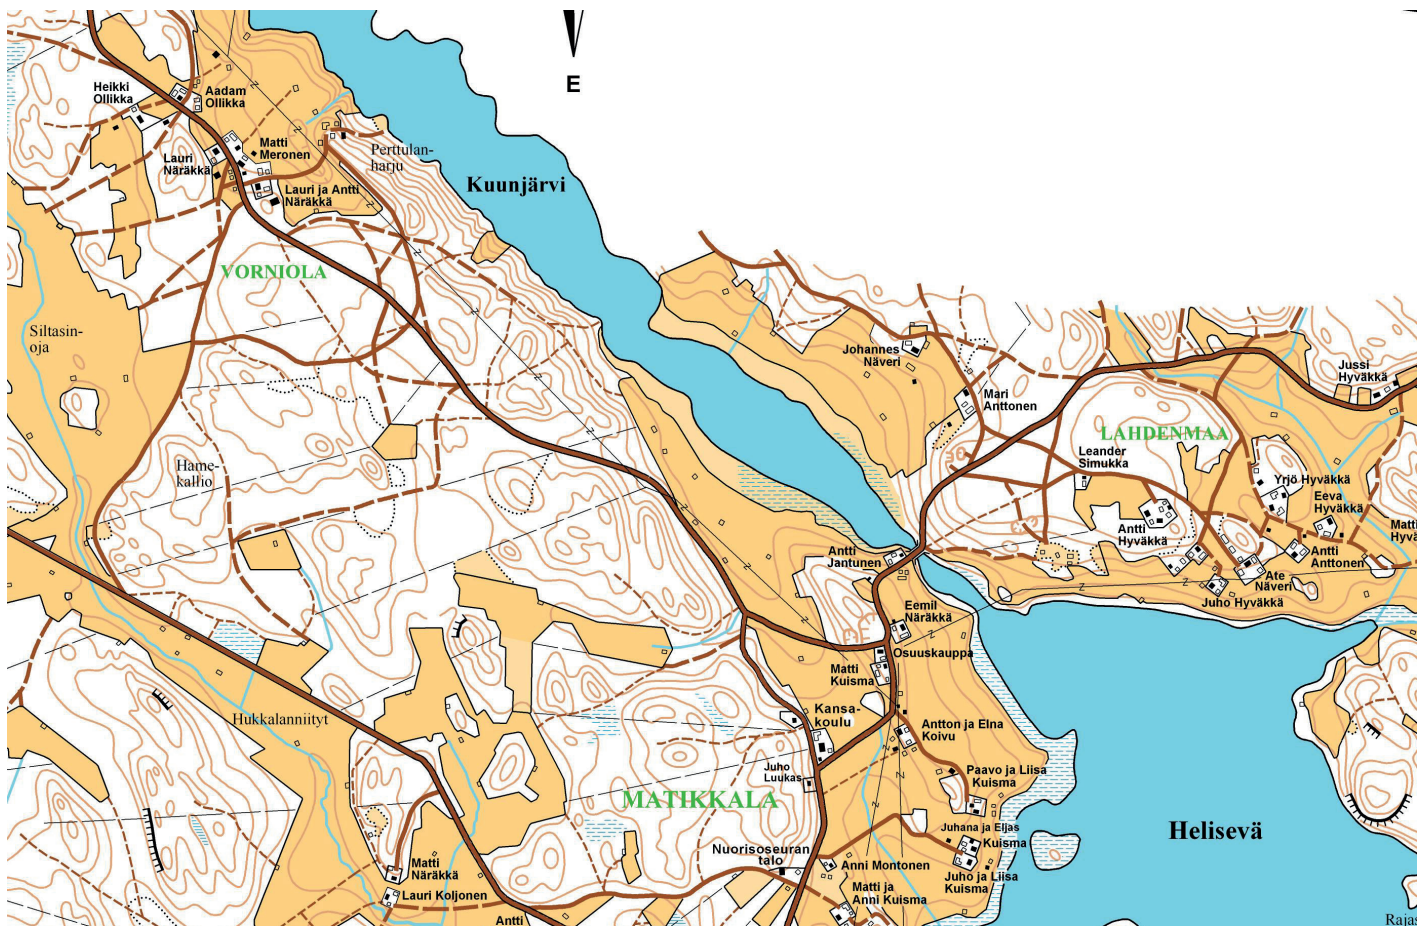 E
Heikki
Ollikka
Aadam
Ollikka
Matti
Meronen
Perttulan-
harju
Lauri
Näräkkä
Lauri ja Antti
Näräkkä
Kuunjärvi
VORNIOLA
Siltasin-
oja
Johannes
Näveri
Mari
Anttonen
Jussi
Hyväkkä
LAHDENMAA
Leander
Simukka
Hame-
kallio
Yrjö Hyväkkä
Eeva
Hyväkkä
Antti
Hyväkkä
Matti
Hyvä
Antti
Jantunen
Antti
Anttonen
Ate
Näveri
Juho Hyväkkä
Eemil
Näräkkä
Osuuskauppa
Matti
Kuisma
Hukkalanniityt
Kansa-
koulu
Antton ja Elna
Koivu
Juho
Luukas
Paavo ja Liisa
Kuisma
MATIKKALA
Helisevä
Juhana ja Eljas
Kuisma
Nuorisoseuran
talo
Anni Montonen
Juho ja Liisa
Kuisma
Matti
Näräkkä
Lauri Koljonen
Matti ja
Anni Kuisma
Antti
Rajas